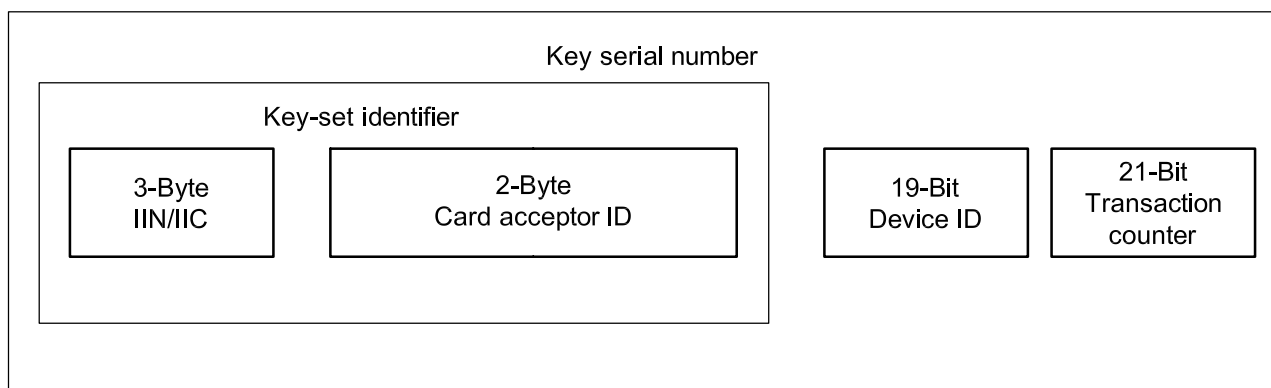 Key serial number
Key-set identifier
3-Byte
IIN/IIC
2-Byte
Card acceptor ID
19-Bit
Device ID
21-Bit
Transaction
counter